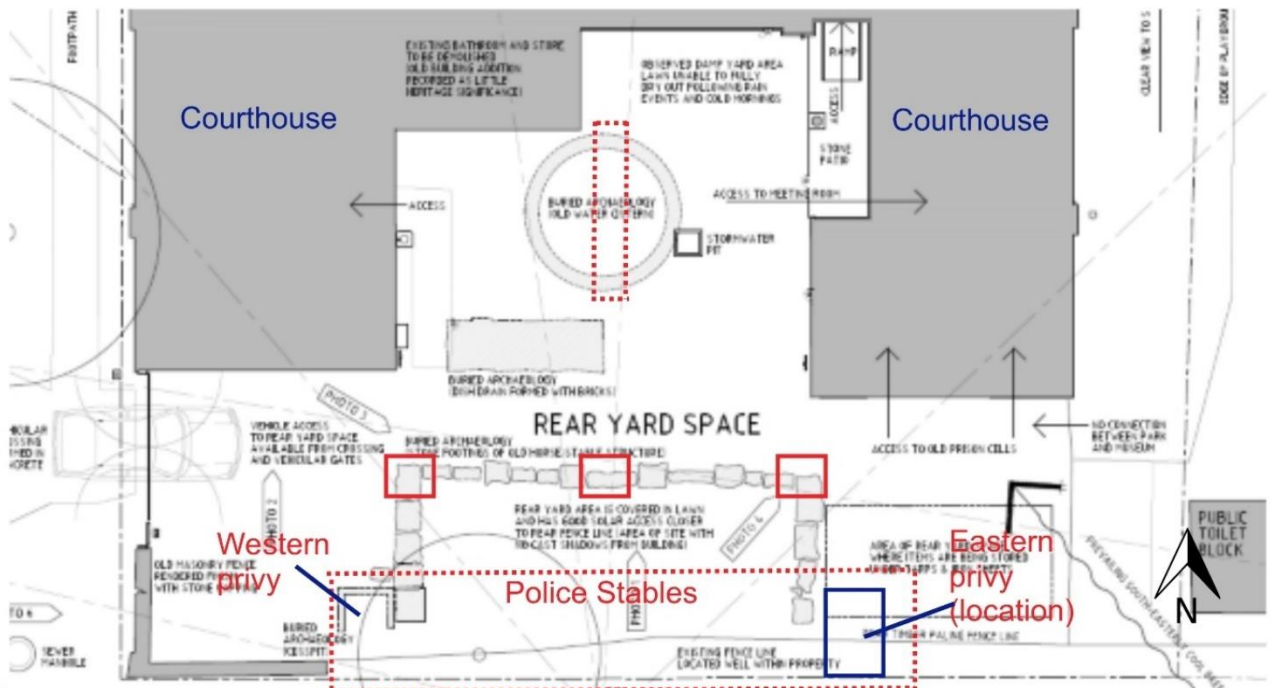 FOOTPATH
EXISTING BATHROOM AND STORE
TO BE DEMOLISHED
(OLD BUILDING ADDITION
RECORDED AS LITTLE
HERITAGE SIGNIFICANCE)
OBSERVED DAMP YARD AREA
LAWN UNABLE TO FULLY
DRY OUT FOLLOWING RAIN
EVENTS AND COLD MORNINGS
RAMP
ACCESS
CLEAR VIEW TO S
Courthouse
Courthouse
STONE
PATIO
ACCESS
BURIED ARCHAEOLOGY
(OLD WATER CISTERN)
ACCESS TO MEETING ROOM
STORMWATER
PIT
BURIED ARCHAEOLOGY
(DISH DRAIN FORMED WITH BRICKS)
PHOTO 3
REAR YARD SPACE
VEHICLE ACCESS
TO REAR YARD SPACE
AVAILABLE FROM CROSSING
AND VEHICULAR GATES
BURIED ARCHAEOLOGY
(STONE FOOTINGS OF OLD HORSE STABLE STRUCTURE)
ACCESS TO OLD PRISON CELLS
NO CONNECTION
BETWEEN PARK
AND MUSEUM
PHOTO 2
REAR YARD AREA IS COVERED IN LAWN
AND HAS GOOD SOLAR ACCESS CLOSER
TO REAR FENCE LINE (AREA OF SITE WITH
NO CAST SHADOWS FROM BUILDING)
PHOTO 4
PUBLIC
TOILET
BLOCK
N
Western
privy
OLD MASONRY FENCE
RENDERED
WITH STONE
AREA OF REAR
WHERE ITEMS ARE BEING STORED
Eastern
privy
(location)
Police Stables
PHOTO 1
PREVAILING SOUTH-EASTERLY COOL
BURIED
ARCHAEOLOGY
TIMBER PALING FENCE LINE
EXISTING FENCE LINE
LOCATED WELL WITHIN PROPERTY
SEWER
MANHOLE